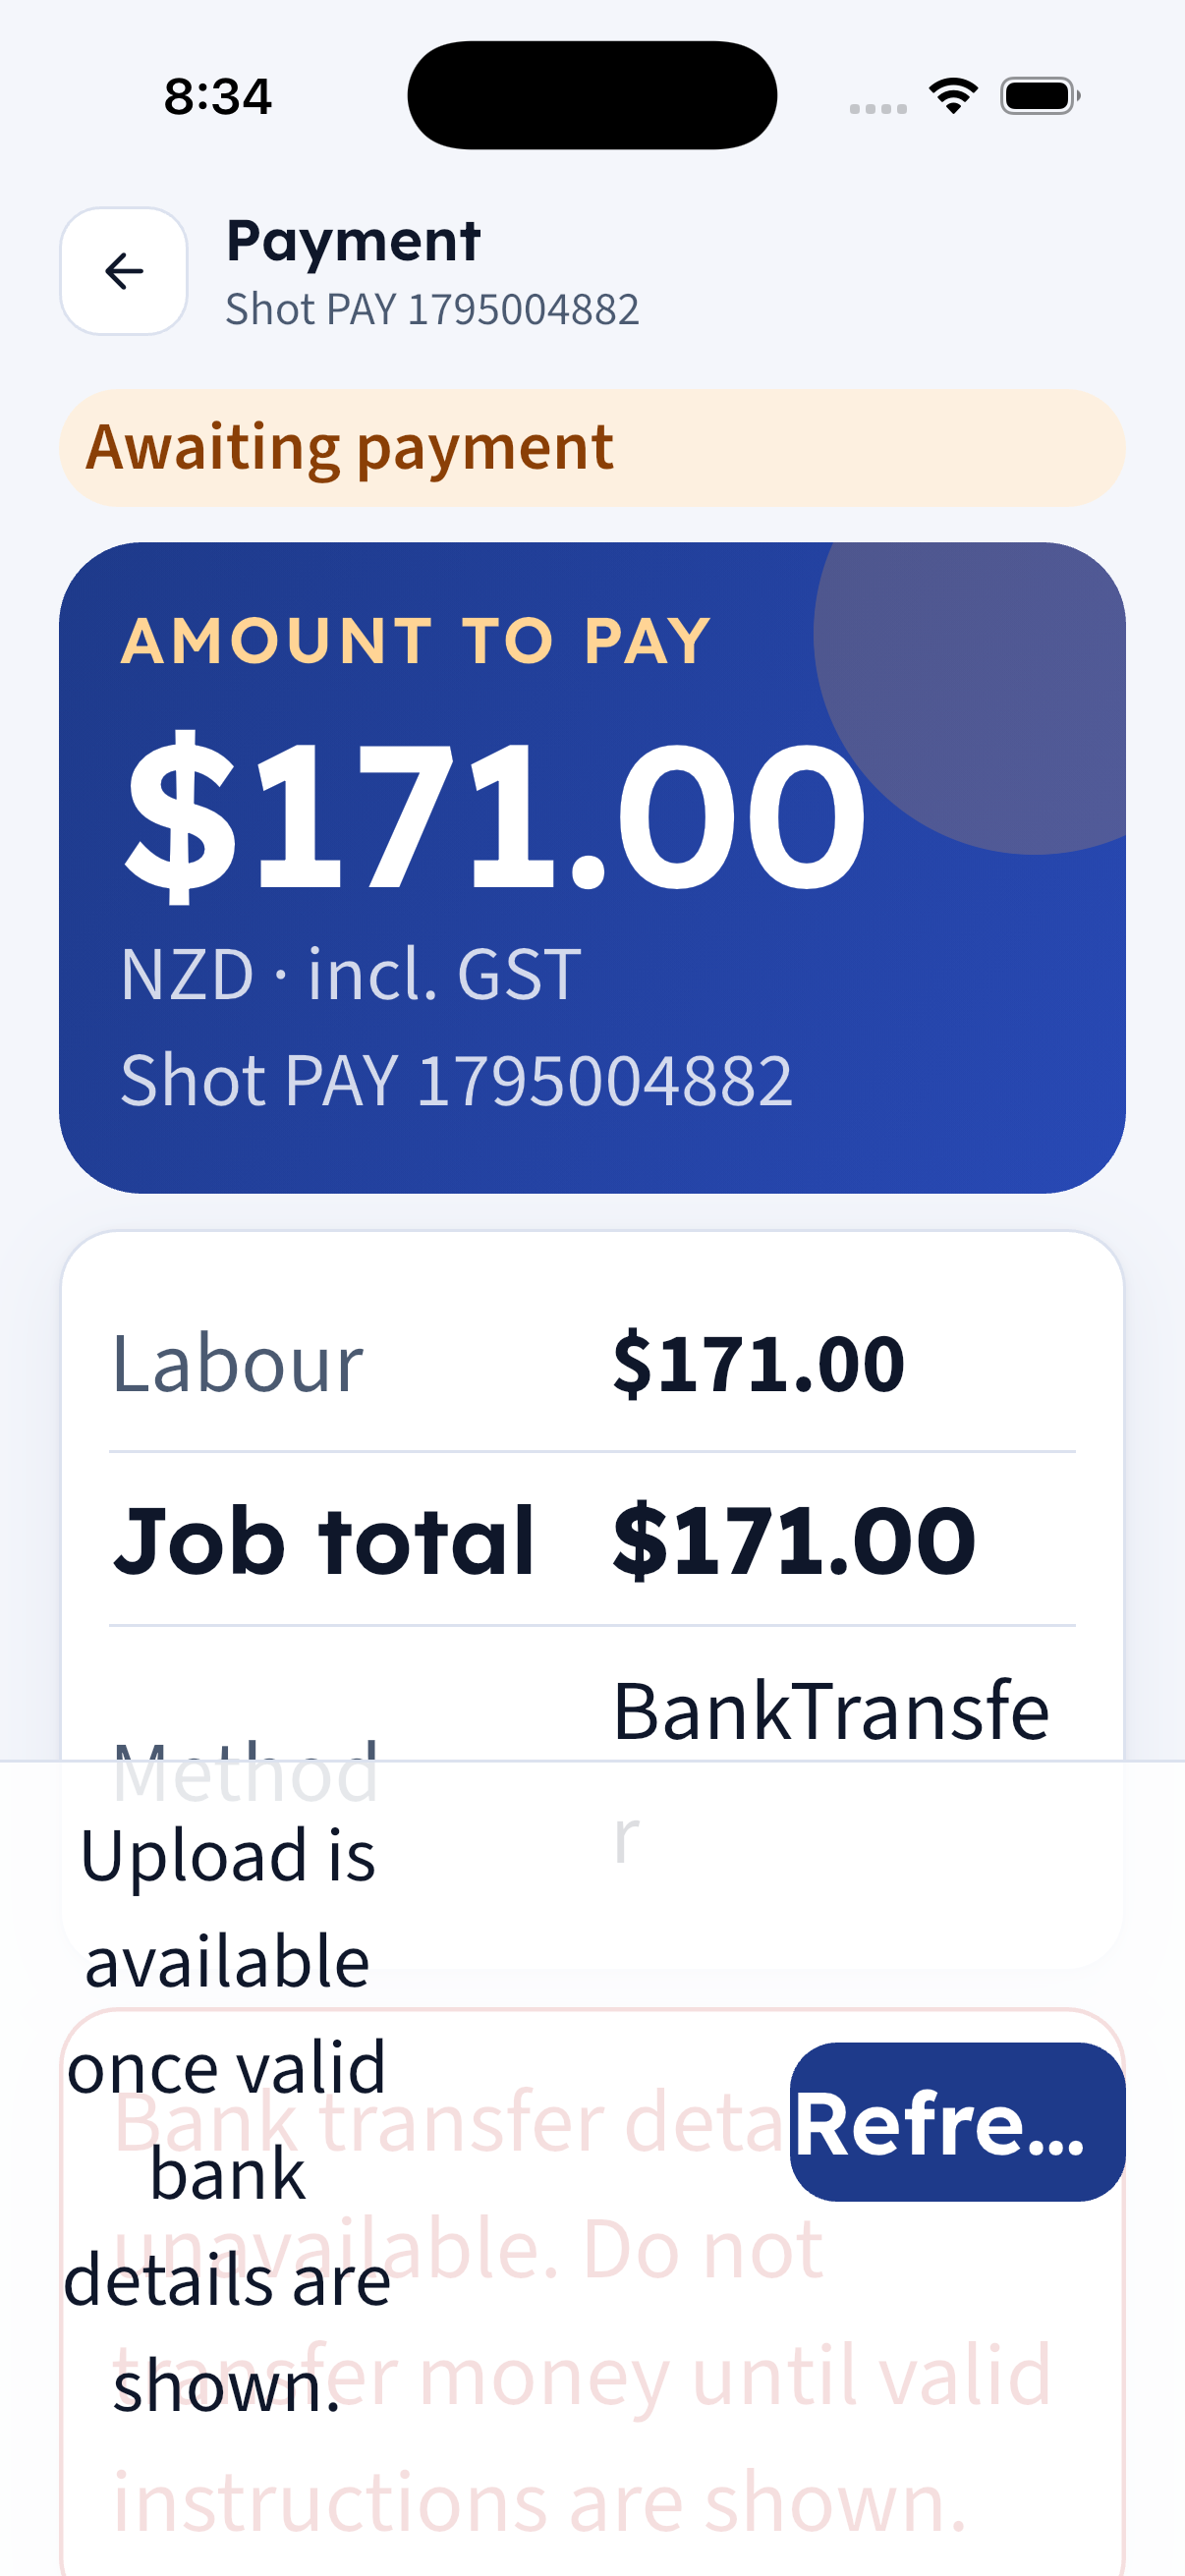 8:34
Payment
Shot PAY 1795004882
Awaiting payment
AMOUNT TO PAY
$171.00
NZD · incl. GST
Shot PAY 1795004882
Labour $171.00
Job total $171.00
Method BankTransfe
r
Upload is
available
once valid
bank
details are
shown.
Refre...
Bank transfer deta
unavailable. Do not
transfer money until valid
instructions are shown.